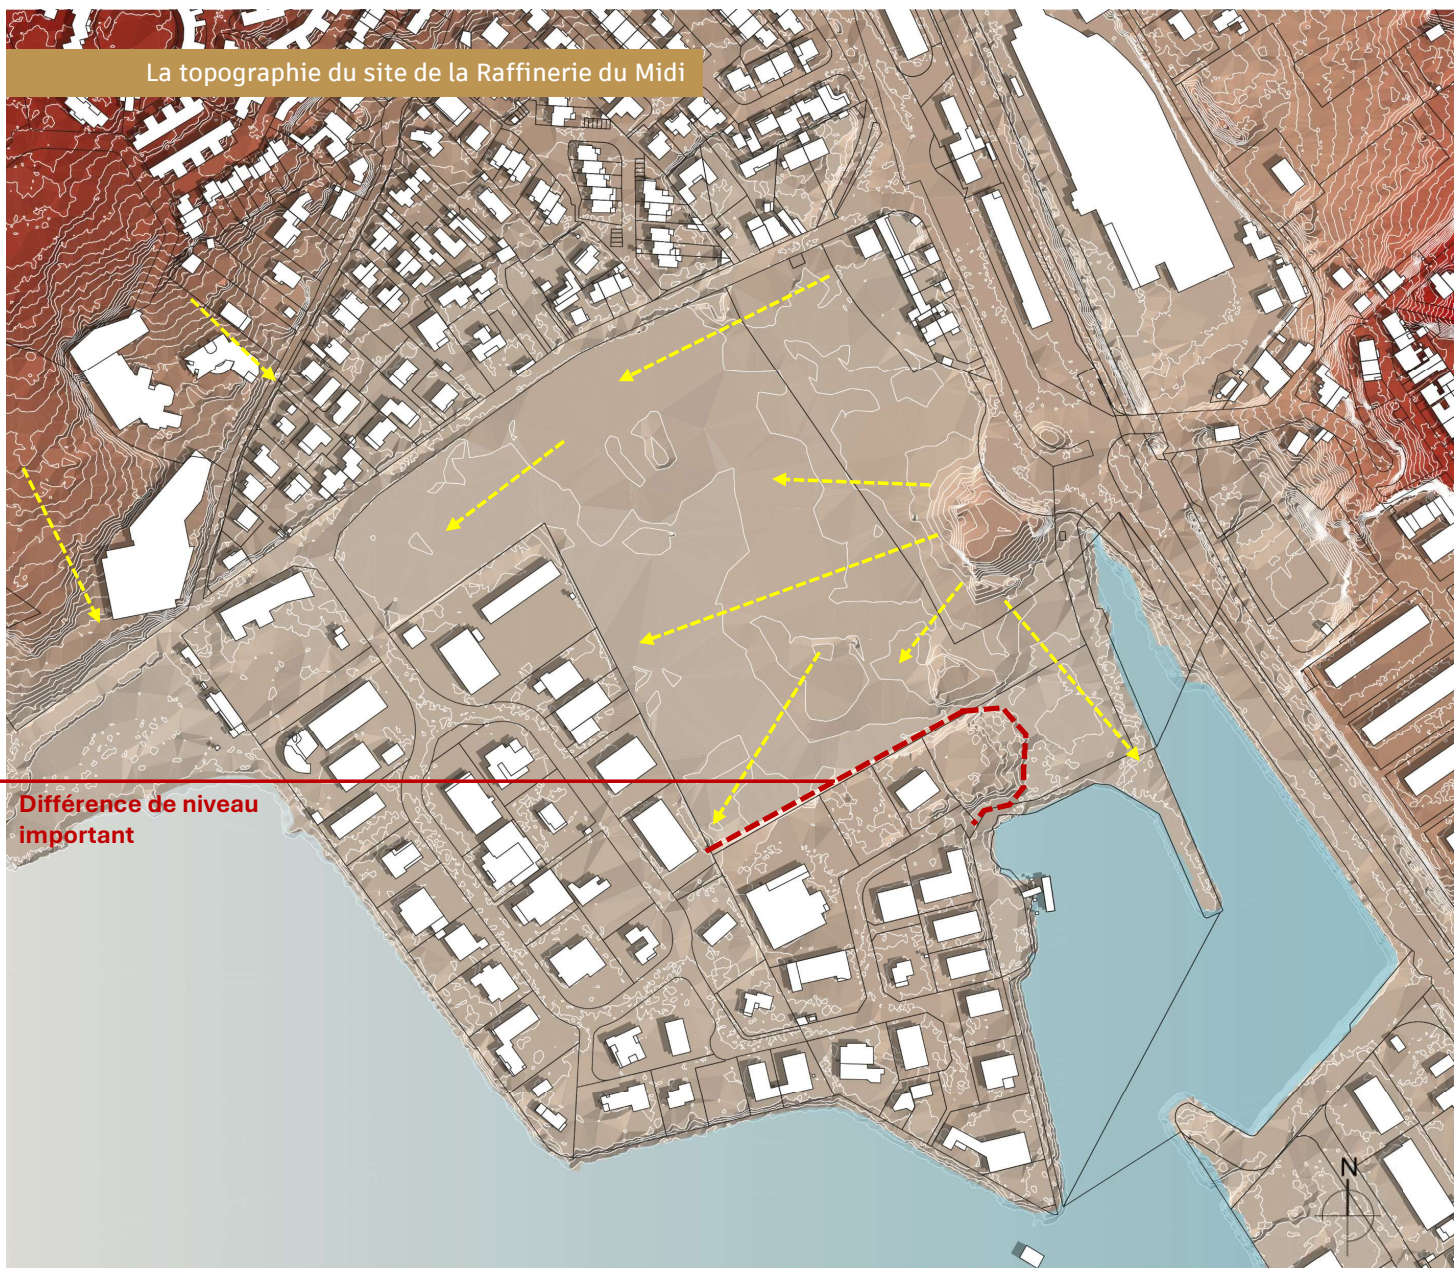 La topographie du site de la Raffinerie du Midi
Différence de niveau
important
N